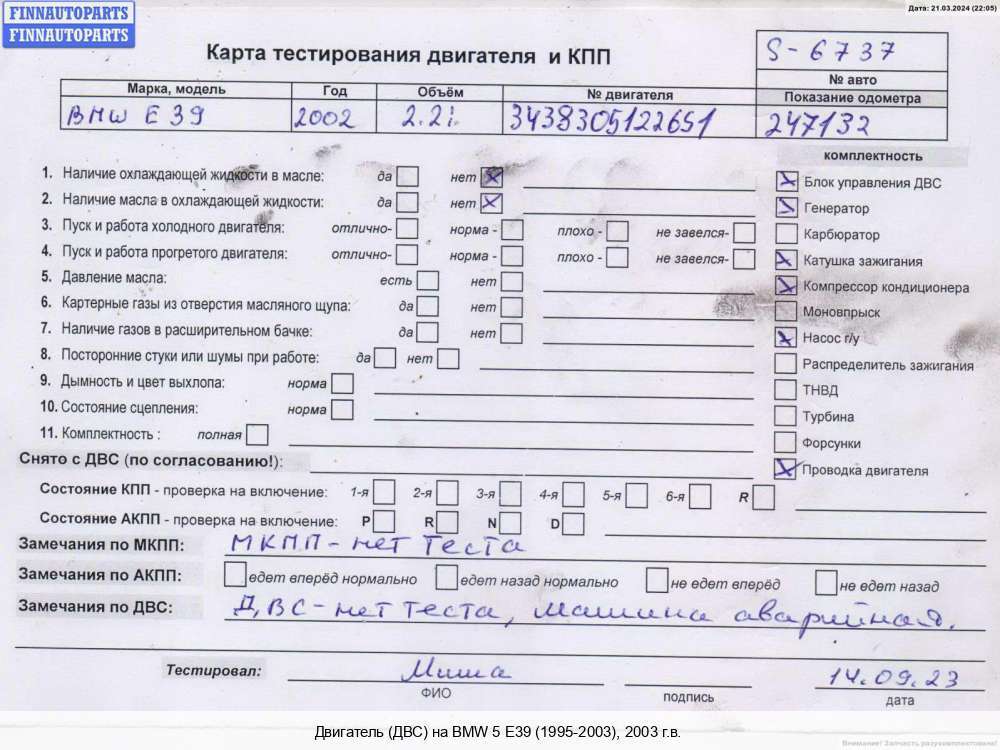 FINNAUTOPARTS
FINNAUTOPARTS
Дата: 21.03.2024 (22:05)
Карта тестирования двигателя и КПП
S-6737
№ авто
Марка, модель Год Объём № двигателя Показание одометра
BMW E39 2002 2.2i 3438305122651 247132
комплектность
1. Наличие охлаждающей жидкости в масле: да нет
Блок управления ДВС
2. Наличие масла в охлаждающей жидкости: да нет
Генератор
3. Пуск и работа холодного двигателя: отлично- норма - плохо - не завелся-
Карбюратор
4. Пуск и работа прогретого двигателя: отлично- норма - плохо - не завелся-
Катушка зажигания
5. Давление масла: есть нет
Компрессор кондиционера
6. Картерные газы из отверстия масляного щупа: да нет
Моновпрыск
7. Наличие газов в расширительном бачке: да нет
Насос г/у
8. Посторонние стуки или шумы при работе: да нет
Распределитель зажигания
9. Дымность и цвет выхлопа: норма
ТНВД
10. Состояние сцепления: норма
Турбина
11. Комплектность : полная
Форсунки
Снято с ДВС (по согласованию!):
Проводка двигателя
Состояние КПП - проверка на включение: 1-я 2-я 3-я 4-я 5-я 6-я R
Состояние АКПП - проверка на включение: P R N D
Замечания по МКПП: МКПП-нет теста
Замечания по АКПП: едет вперёд нормально едет назад нормально не едет вперёд не едет назад
Замечания по ДВС: ДВС-нет теста, машина аварийная.
Тестировал: Миша 14.09.23
ФИО подпись дата
Двигатель (ДВС) на BMW 5 E39 (1995-2003), 2003 г.в.
Внимание! Запчасть разукомплектована!